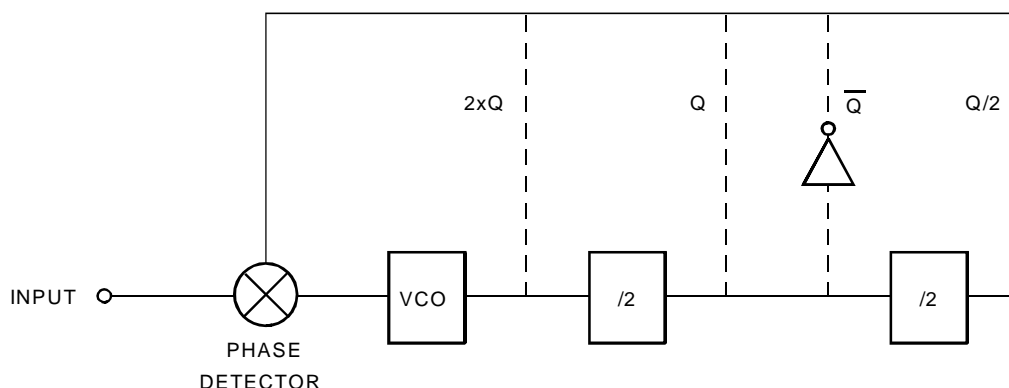 2xQ
Q
Q̅
Q/2
INPUT
VCO
/2
/2
PHASE
DETECTOR